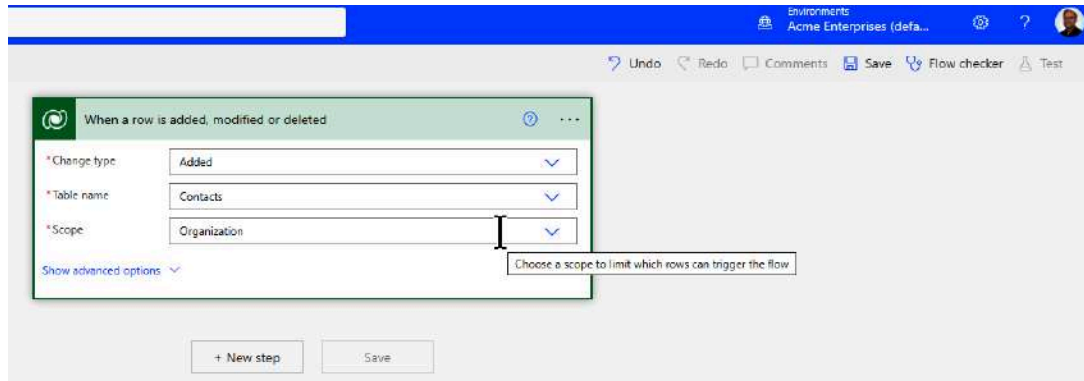 Environments
Acme Enterprises (defa...
?
Undo Redo Comments Save Flow checker Test
When a row is added, modified or deleted ? ...
*Change type Added
*Table name Contacts
*Scope Organization
Choose a scope to limit which rows can trigger the flow
Show advanced options
+ New step Save